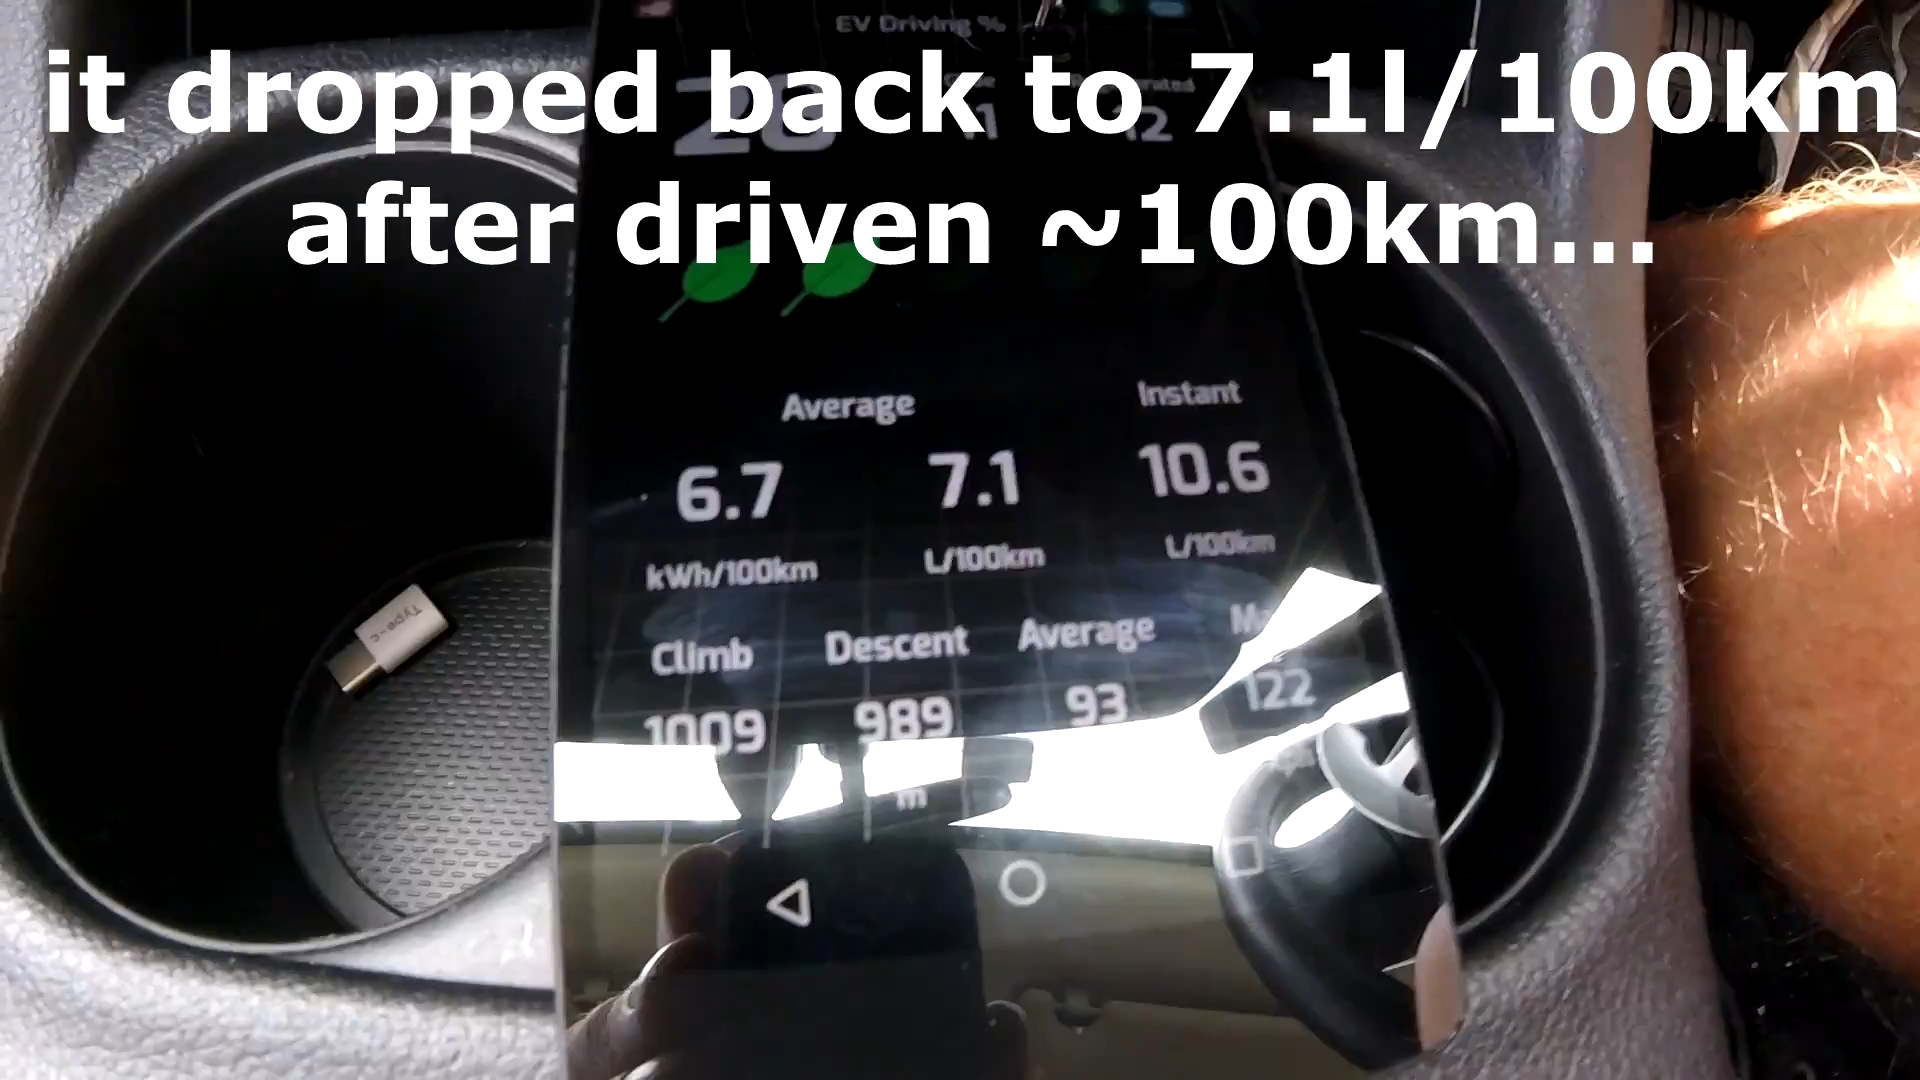 EV Driving %
it dropped back to 7.1l/100km
after driven ~100km...
12
Average Instant
6.7 7.1 10.6
kWh/100km L/100km L/100km
Climb Descent Average
1009 989 93 122
m
Type-c